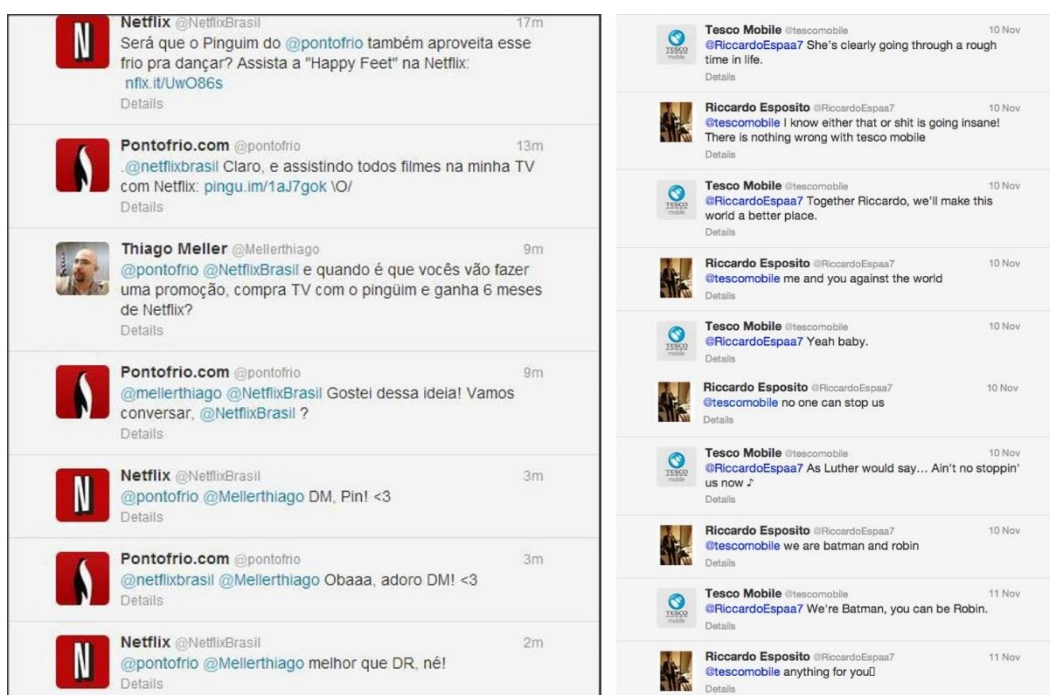 Netflix @NetflixBrasil 17m
Será que o Pinguim do @pontofrio também aproveita esse
frio pra dançar? Assista a "Happy Feet" na Netflix:
nflx.it/UwO86s
Details
Pontofrio.com @pontofrio 13m
.@netflixbrasil Claro, e assistindo todos filmes na minha TV
com Netflix: pingu.im/1aJ7gok \O/
Details
Thiago Meller @Mellerthiago 9m
@pontofrio @NetflixBrasil e quando é que vocês vão fazer
uma promoção, compra TV com o pingüim e ganha 6 meses
de Netflix?
Details
Pontofrio.com @pontofrio 9m
@mellerthiago @NetflixBrasil Gostei dessa ideia! Vamos
conversar, @NetflixBrasil ?
Details
Netflix @NetflixBrasil 3m
@pontofrio @Mellerthiago DM, Pin! <3
Details
Pontofrio.com @pontofrio 3m
@netflixbrasil @Mellerthiago Obaaa, adoro DM! <3
Details
Netflix @NetflixBrasil 2m
@pontofrio @Mellerthiago melhor que DR, né!
Details
TESCO
mobile
Tesco Mobile @tescomobile 10 Nov
@RiccardoEspaa7 She's clearly going through a rough
time in life.
Details
Riccardo Esposito @RiccardoEspaa7 10 Nov
@tescomobile I know either that or shit is going insane!
There is nothing wrong with tesco mobile
Details
TESCO
mobile
Tesco Mobile @tescomobile 10 Nov
@RiccardoEspaa7 Together Riccardo, we'll make this
world a better place.
Details
Riccardo Esposito @RiccardoEspaa7 10 Nov
@tescomobile me and you against the world
Details
TESCO
mobile
Tesco Mobile @tescomobile 10 Nov
@RiccardoEspaa7 Yeah baby.
Details
Riccardo Esposito @RiccardoEspaa7 10 Nov
@tescomobile no one can stop us
Details
TESCO
mobile
Tesco Mobile @tescomobile 10 Nov
@RiccardoEspaa7 As Luther would say... Ain't no stoppin'
us now ♪
Details
Riccardo Esposito @RiccardoEspaa7 10 Nov
@tescomobile we are batman and robin
Details
TESCO
mobile
Tesco Mobile @tescomobile 11 Nov
@RiccardoEspaa7 We're Batman, you can be Robin.
Details
Riccardo Esposito @RiccardoEspaa7 11 Nov
@tescomobile anything for you
Details